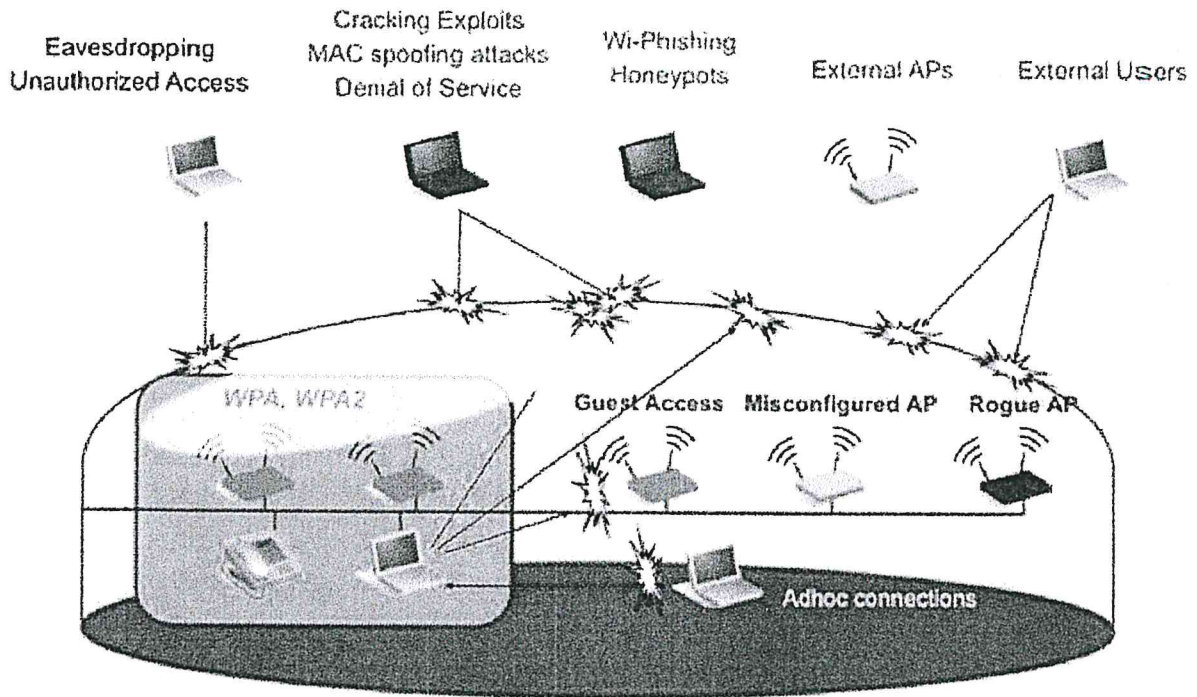 Eavesdropping
Unauthorized Access
Cracking Exploits
MAC spoofing attacks
Denial of Service
Wi-Phishing
Honeypots
External APs
External Users
WPA, WPA2
Guest Access
Misconfigured AP
Rogue AP
Adhoc connections